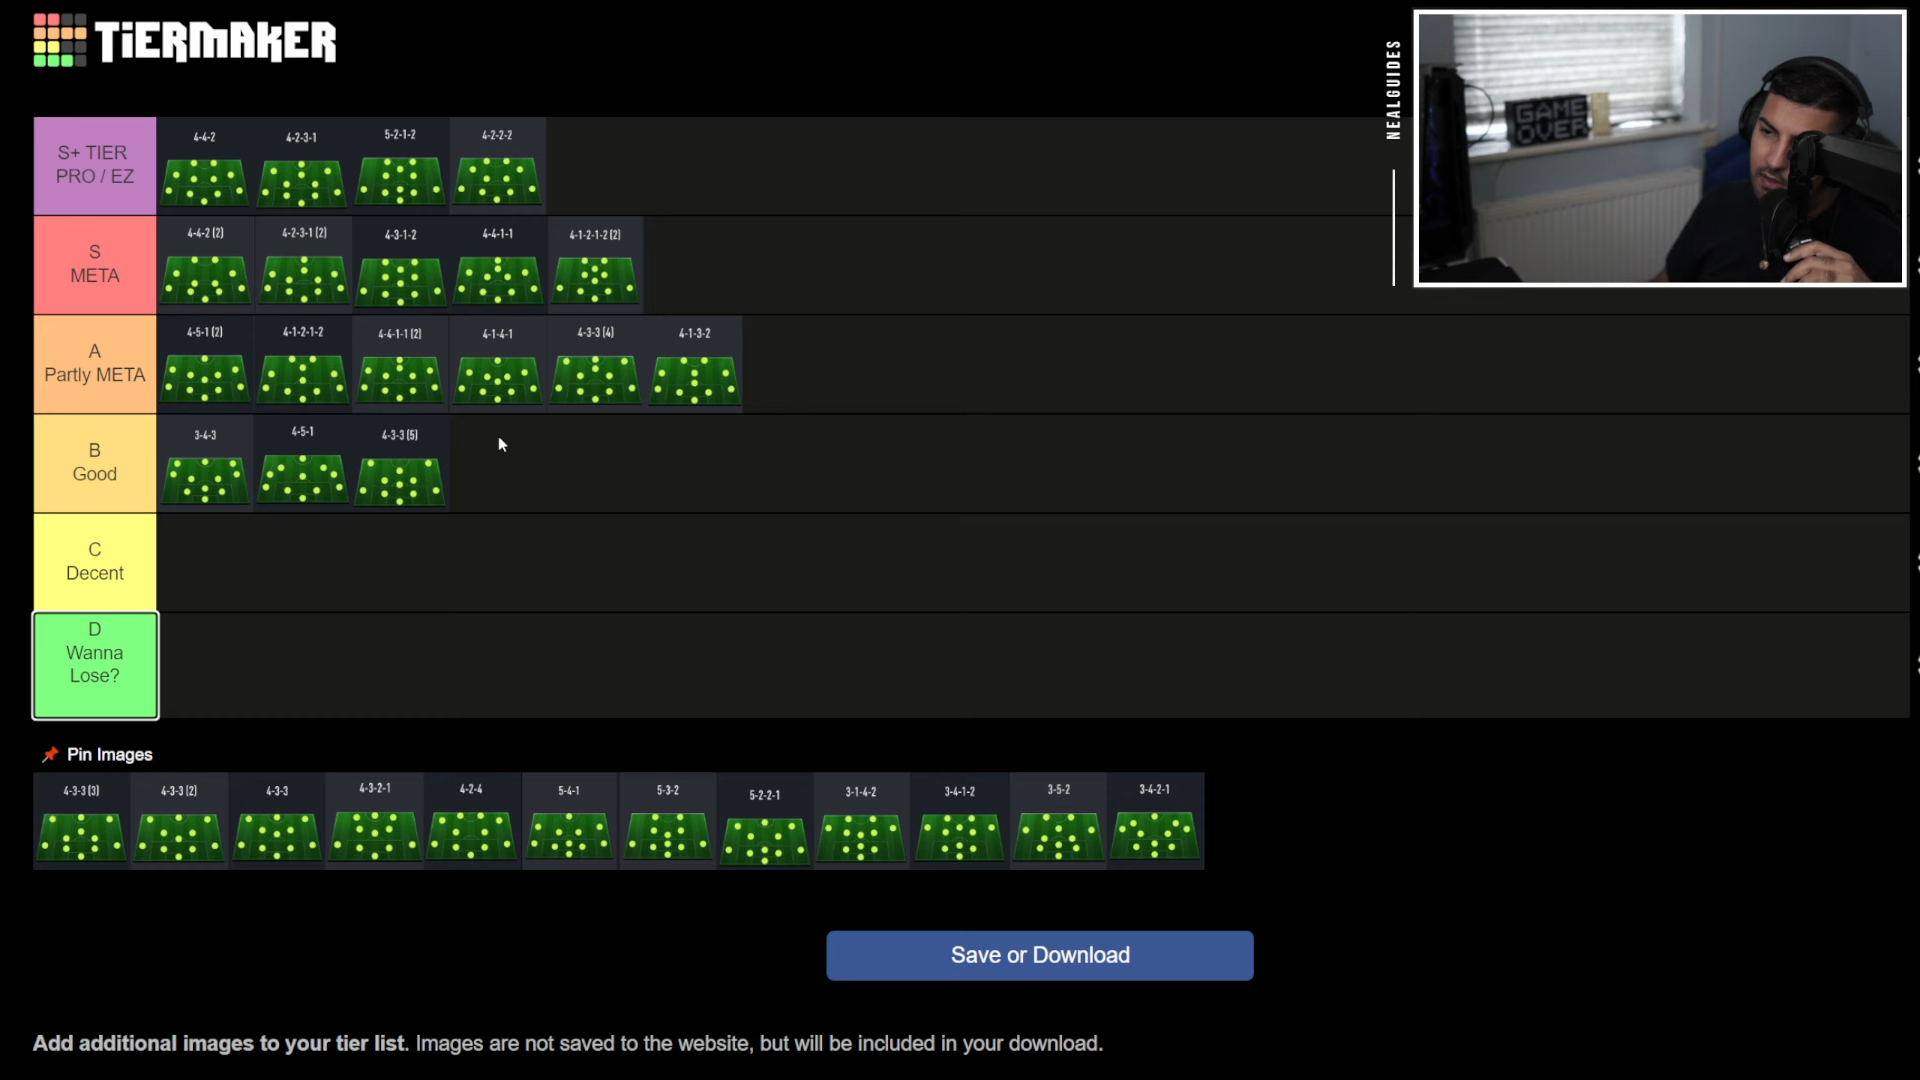 TIERMAKER
NEALGUIDES
GAME
OVER
S+ TIER
PRO / EZ
4-4-2
4-2-3-1
5-2-1-2
4-2-2-2
S
META
4-4-2 (2)
4-2-3-1 (2)
4-3-1-2
4-4-1-1
4-1-2-1-2 (2)
A
Partly META
4-5-1 (2)
4-1-2-1-2
4-4-1-1 (2)
4-1-4-1
4-3-3 (4)
4-1-3-2
B
Good
3-4-3
4-5-1
4-3-3 (5)
C
Decent
D
Wanna
Lose?
Pin Images
4-3-3 (3)
4-3-3 (2)
4-3-3
4-3-2-1
4-2-4
5-4-1
5-3-2
5-2-2-1
3-1-4-2
3-4-1-2
3-5-2
3-4-2-1
Save or Download
Add additional images to your tier list. Images are not saved to the website, but will be included in your download.